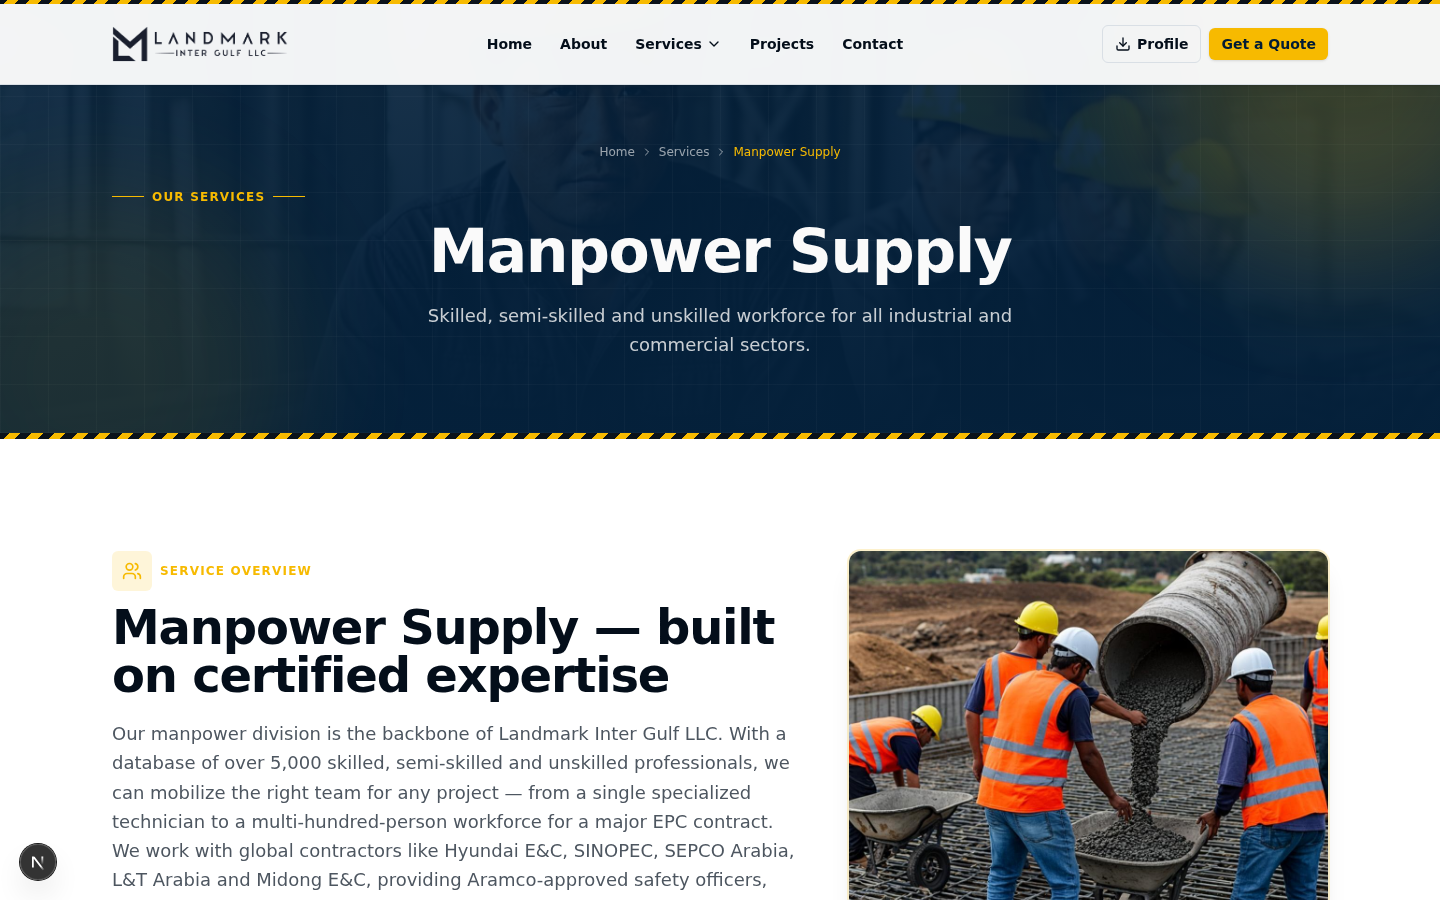 LANDMARK
INTER GULF LLC
Home
About
Services
Projects
Contact
Profile
Get a Quote
Home
Services
Manpower Supply
OUR SERVICES
Manpower Supply
Skilled, semi-skilled and unskilled workforce for all industrial and
commercial sectors.
SERVICE OVERVIEW
Manpower Supply — built
on certified expertise
Our manpower division is the backbone of Landmark Inter Gulf LLC. With a
database of over 5,000 skilled, semi-skilled and unskilled professionals, we
can mobilize the right team for any project — from a single specialized
technician to a multi-hundred-person workforce for a major EPC contract.
We work with global contractors like Hyundai E&C, SINOPEC, SEPCO Arabia,
L&T Arabia and Midong E&C, providing Aramco-approved safety officers,
N